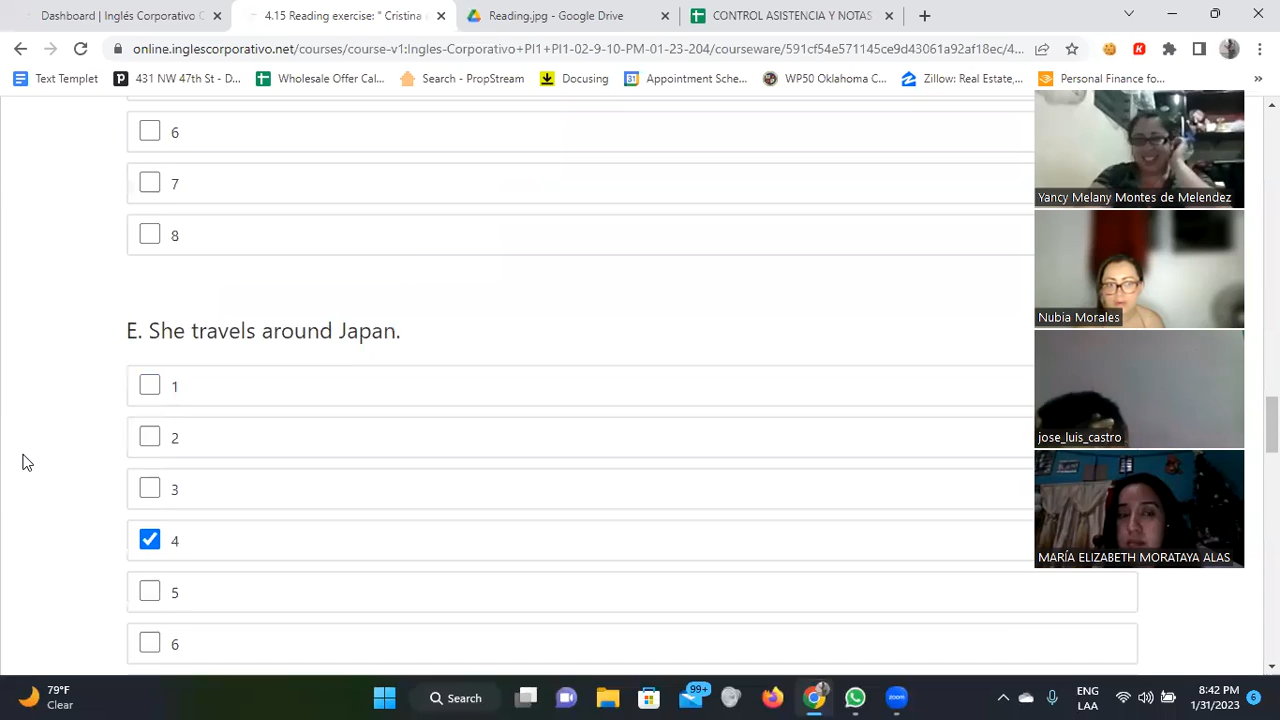 Dashboard | Inglés Corporativo C
4.15 Reading exercise: " Cristina
Reading.jpg - Google Drive
CONTROL ASISTENCIA Y NOTAS
online.inglescorporativo.net/courses/course-v1:Ingles-Corporativo+PI1+PI1-02-9-10-PM-01-23-204/courseware/591cf54e571145ce9d43061a92af18ec/4...
Text Templet
431 NW 47th St - D...
Wholesale Offer Cal...
Search - PropStream
Docusing
Appointment Sche...
WP50 Oklahoma C...
Zillow: Real Estate,...
Personal Finance fo...
»
6
7
8
E. She travels around Japan.
1
2
3
4
5
6
Yancy Melany Montes de Melendez
Nubia Morales
jose_luis_castro
MARÍA ELIZABETH MORATAYA ALAS
79°F
Clear
Search
99+
zoom
ENG
LAA
8:42 PM
1/31/2023
6